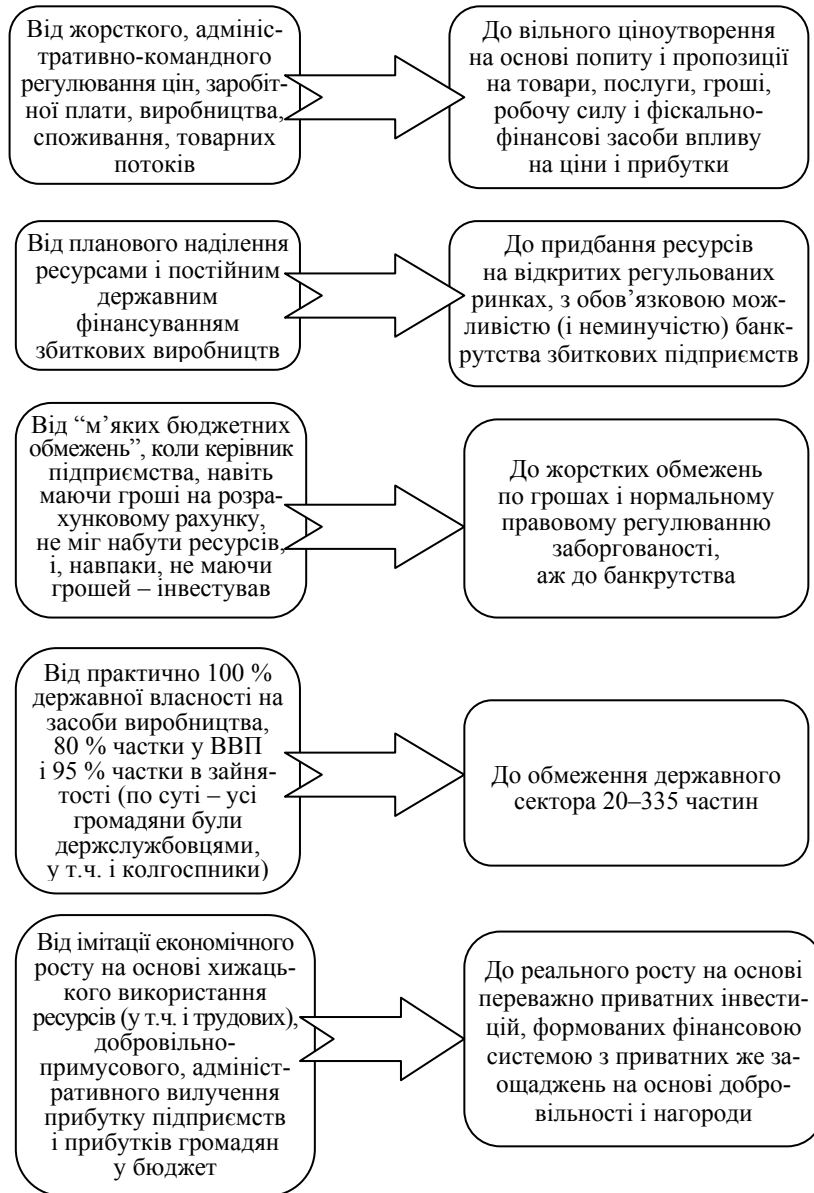 Від жорсткого, адмініс-
тративно-командного
регулювання цін, заробіт-
ної плати, виробництва,
споживання, товарних
потоків
До вільного ціноутворення
на основі попиту і пропозиції
на товари, послуги, гроші,
робочу силу і фіскально-
фінансові засоби впливу
на ціни і прибутки
Від планового наділення
ресурсами і постійним
державним
фінансуванням
збиткових виробництв
До придбання ресурсів
на відкритих регульованих
ринках, з обов’язковою мож-
ливістю (і неминучістю) банк-
рутства збиткових підприємств
Від “м’яких бюджетних
обмежень”, коли керівник
підприємства, навіть
маючи гроші на розра-
хунковому рахунку,
не міг набути ресурсів,
і, навпаки, не маючи
грошей – інвестував
До жорстких обмежень
по грошах і нормальному
правовому регулюванню
заборгованості,
аж до банкрутства
Від практично 100 %
державної власності на
засоби виробництва,
80 % частки у ВВП
і 95 % частки в зайня-
тості (по суті – усі
громадяни були
держслужбовцями,
у т.ч. і колгоспники)
До обмеження державного
сектора 20–335 частин
Від імітації економічного
росту на основі хижаць-
кого використання
ресурсів (у т.ч. і трудових),
добровільно-
примусового, адмініст-
ративного вилучення
прибутку підприємств
і прибутків громадян
у бюджет
До реального росту на основі
переважно приватних інвести-
цій, формованих фінансовою
системою з приватних же за-
ощаджень на основі добро-
вільності і нагороди